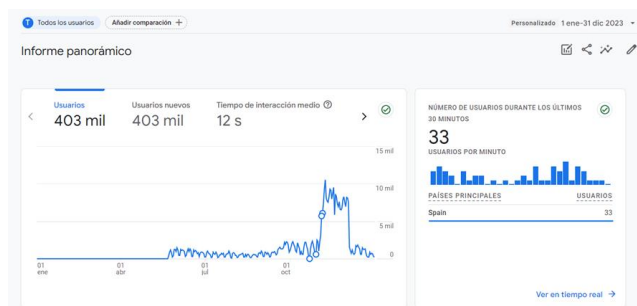 T Todos los usuarios Añadir comparación + Personalizado 1 ene-31 dic 2023
Informe panorámico
Usuarios Usuarios nuevos Tiempo de interacción medio
403 mil 403 mil 12 s
15 mil
10 mil
5 mil
0
01 01 01 01
ene abr jul oct
NÚMERO DE USUARIOS DURANTE LOS ÚLTIMOS
30 MINUTOS
33
USUARIOS POR MINUTO
PAÍSES PRINCIPALES USUARIOS
Spain 33
Ver en tiempo real →